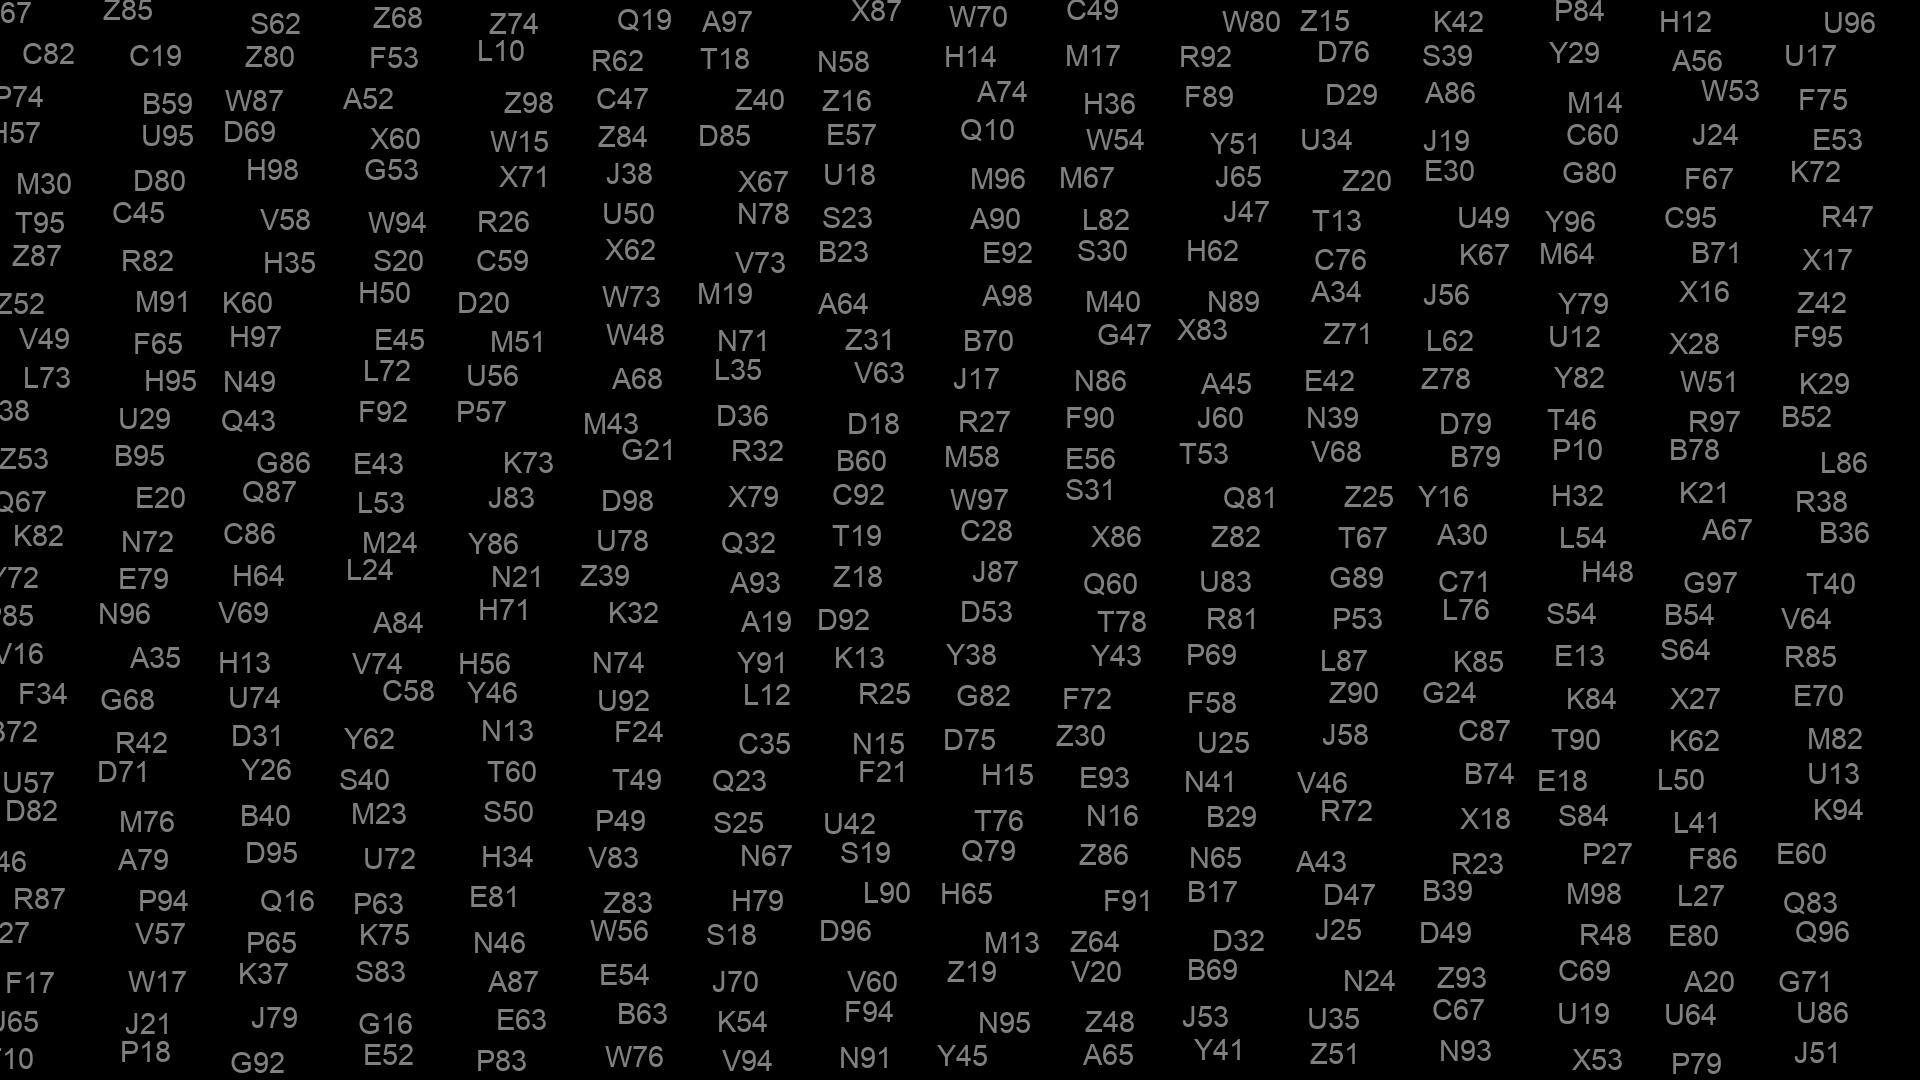 67 Z85 S62 Z68 Z74 Q19 A97 X87 W70 C49 W80 Z15 K42 P84 H12 U96
C82 C19 Z80 F53 L10 R62 T18 N58 H14 M17 R92 D76 S39 Y29 A56 U17
P74 B59 W87 A52 Z98 C47 Z40 Z16 A74 H36 F89 D29 A86 M14 W53 F75
H57 U95 D69 X60 W15 Z84 D85 E57 Q10 W54 Y51 U34 J19 C60 J24 E53
M30 D80 H98 G53 X71 J38 X67 U18 M96 M67 J65 Z20 E30 G80 F67 K72
T95 C45 V58 W94 R26 U50 N78 S23 A90 L82 J47 T13 U49 Y96 C95 R47
Z87 R82 H35 S20 C59 X62 V73 B23 E92 S30 H62 C76 K67 M64 B71 X17
Z52 M91 K60 H50 D20 W73 M19 A64 A98 M40 N89 A34 J56 Y79 X16 Z42
V49 F65 H97 E45 M51 W48 N71 Z31 B70 G47 X83 Z71 L62 U12 X28 F95
L73 H95 N49 L72 U56 A68 L35 V63 J17 N86 A45 E42 Z78 Y82 W51 K29
38 U29 Q43 F92 P57 M43 D36 D18 R27 F90 J60 N39 D79 T46 R97 B52
Z53 B95 G86 E43 K73 G21 R32 B60 M58 E56 T53 V68 B79 P10 B78 L86
Q67 E20 Q87 L53 J83 D98 X79 C92 W97 S31 Q81 Z25 Y16 H32 K21 R38
K82 N72 C86 M24 Y86 U78 Q32 T19 C28 X86 Z82 T67 A30 L54 A67 B36
Y72 E79 H64 L24 N21 Z39 A93 Z18 J87 Q60 U83 G89 C71 H48 G97 T40
P85 N96 V69 A84 H71 K32 A19 D92 D53 T78 R81 P53 L76 S54 B54 V64
V16 A35 H13 V74 H56 N74 Y91 K13 Y38 Y43 P69 L87 K85 E13 S64 R85
F34 G68 U74 C58 Y46 U92 L12 R25 G82 F72 F58 Z90 G24 K84 X27 E70
B72 R42 D31 Y62 N13 F24 C35 N15 D75 Z30 U25 J58 C87 T90 K62 M82
U57 D71 Y26 S40 T60 T49 Q23 F21 H15 E93 N41 V46 B74 E18 L50 U13
D82 M76 B40 M23 S50 P49 S25 U42 T76 N16 B29 R72 X18 S84 L41 K94
46 A79 D95 U72 H34 V83 N67 S19 Q79 Z86 N65 A43 R23 P27 F86 E60
R87 P94 Q16 P63 E81 Z83 H79 L90 H65 F91 B17 D47 B39 M98 L27 Q83
27 V57 P65 K75 N46 W56 S18 D96 M13 Z64 D32 J25 D49 R48 E80 Q96
F17 W17 K37 S83 A87 E54 J70 V60 Z19 V20 B69 N24 Z93 C69 A20 G71
J65 J21 J79 G16 E63 B63 K54 F94 N95 Z48 J53 U35 C67 U19 U64 U86
10 P18 G92 E52 P83 W76 V94 N91 Y45 A65 Y41 Z51 N93 X53 P79 J51